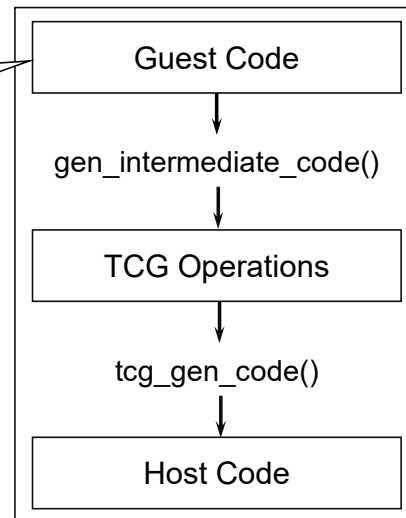 Guest Code
gen_intermediate_code()
TCG Operations
tcg_gen_code()
Host Code